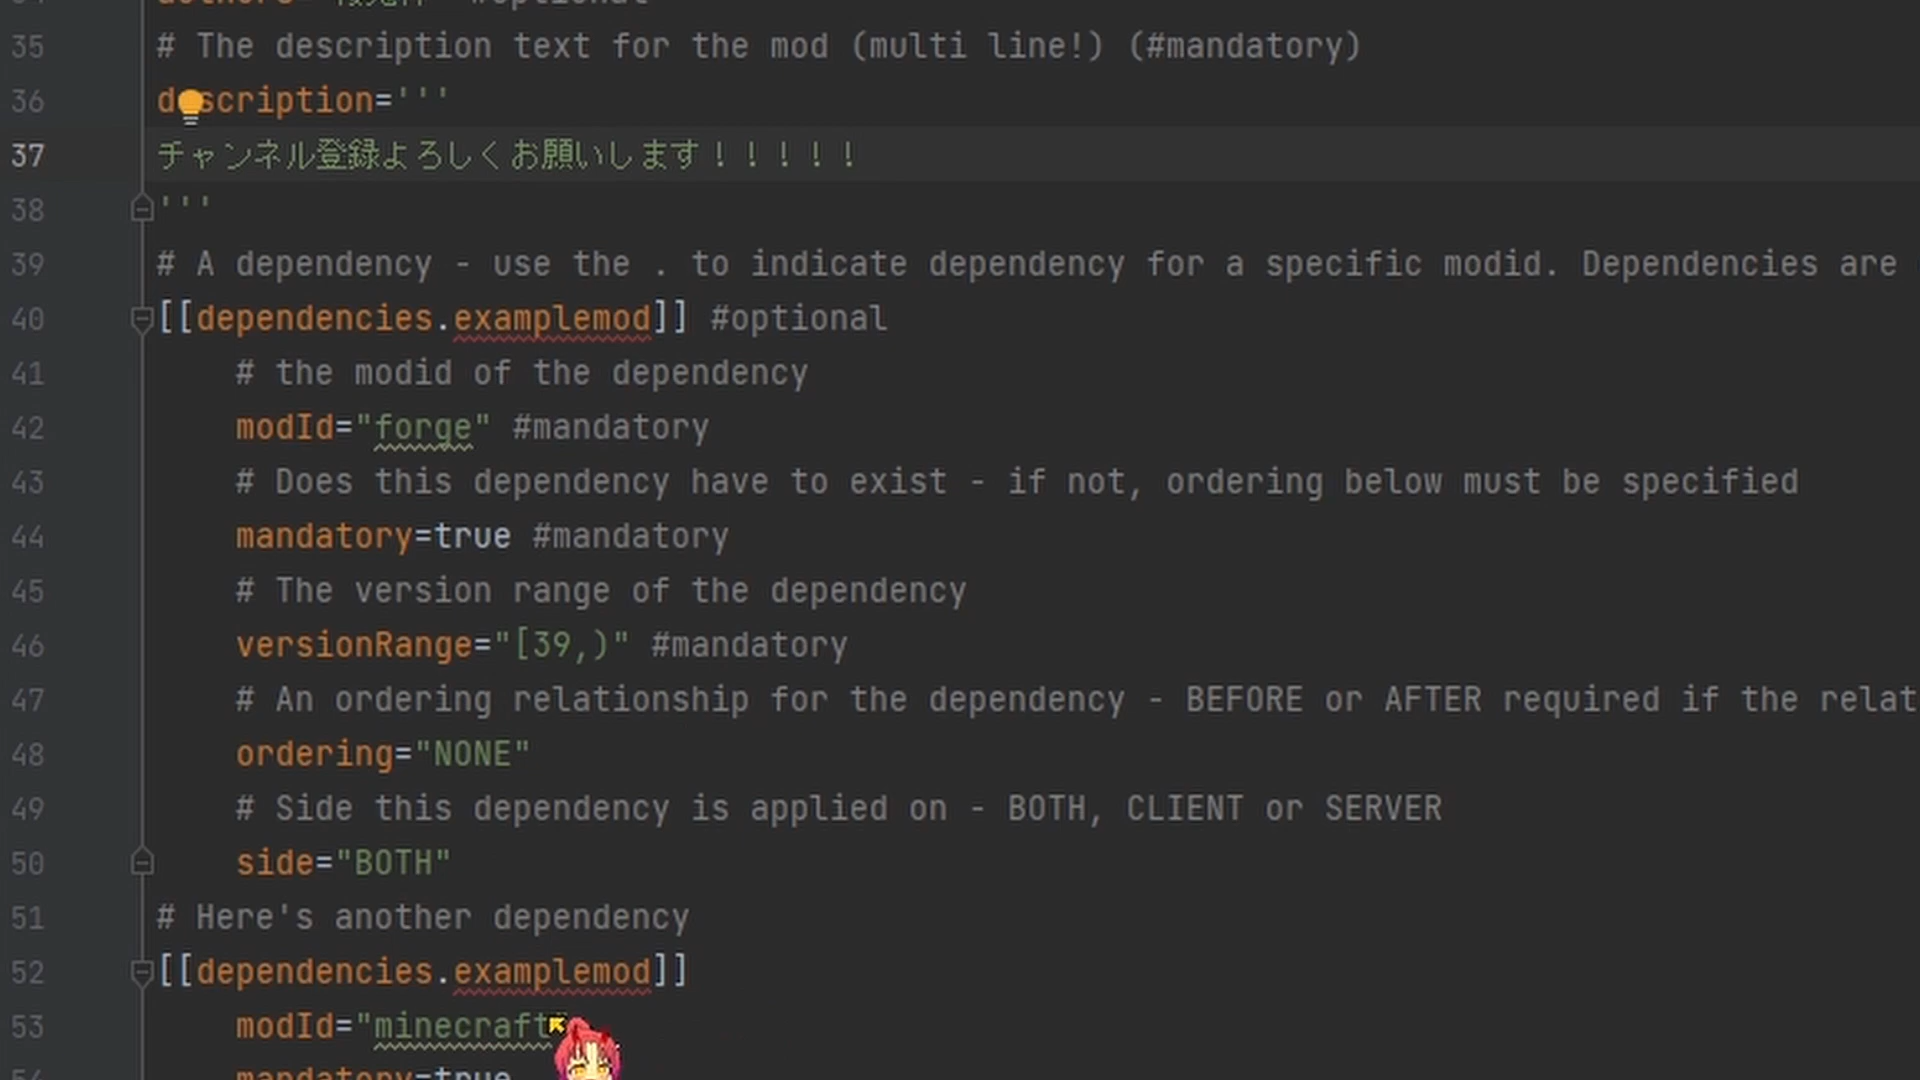 #optional
35 # The description text for the mod (multi line!) (#mandatory)
36 description='''
37 チャンネル登録よろしくお願いします！！！！！
38 '''
39 # A dependency - use the . to indicate dependency for a specific modid. Dependencies are
40 [[dependencies.examplemod]] #optional
41 # the modid of the dependency
42 modId="forge" #mandatory
43 # Does this dependency have to exist - if not, ordering below must be specified
44 mandatory=true #mandatory
45 # The version range of the dependency
46 versionRange="[39,)" #mandatory
47 # An ordering relationship for the dependency - BEFORE or AFTER required if the relat
48 ordering="NONE"
49 # Side this dependency is applied on - BOTH, CLIENT or SERVER
50 side="BOTH"
51 # Here's another dependency
52 [[dependencies.examplemod]]
53 modId="minecraft"
54 mandatory=true